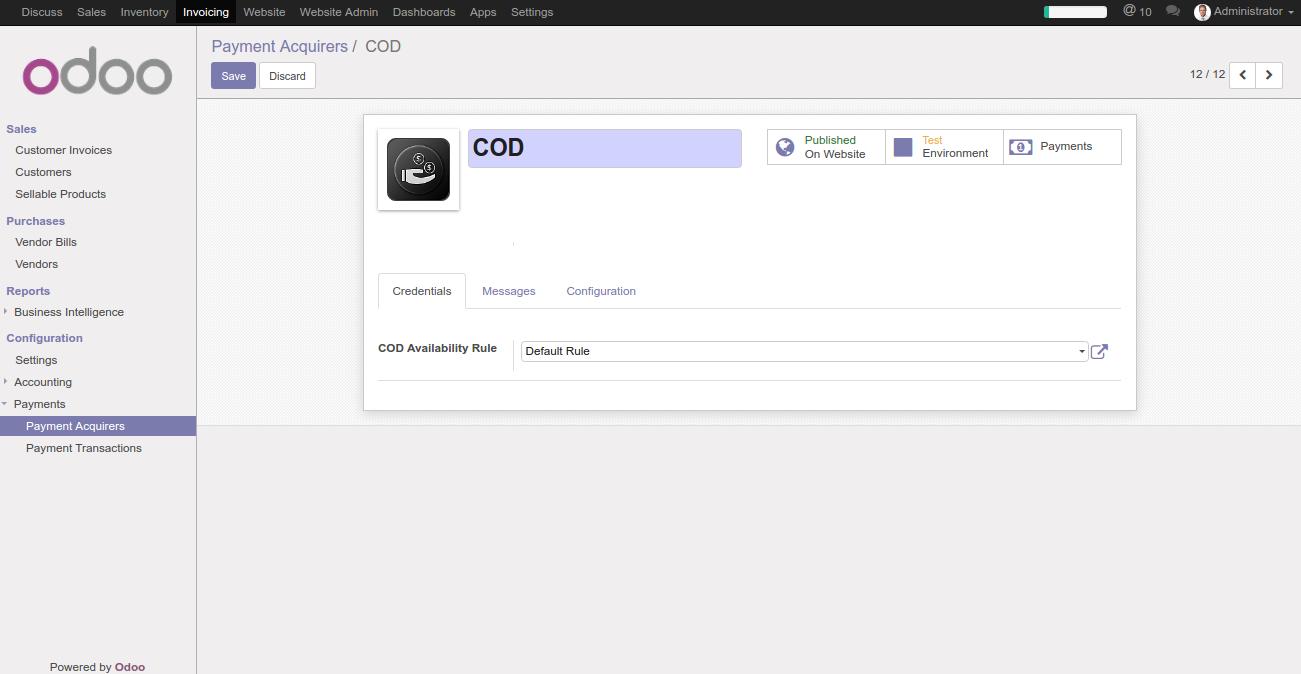 Discuss Sales Inventory Invoicing Website Website Admin Dashboards Apps Settings @ 10 Administrator
odoo
Payment Acquirers / COD
Save Discard
12 / 12
Sales
Customer Invoices
Customers
Sellable Products
Purchases
Vendor Bills
Vendors
Reports
Business Intelligence
Configuration
Settings
Accounting
Payments
Payment Acquirers
Payment Transactions
Powered by Odoo
COD
Published
On Website
Test
Environment
1
Payments
$
$
Credentials Messages Configuration
COD Availability Rule
Default Rule